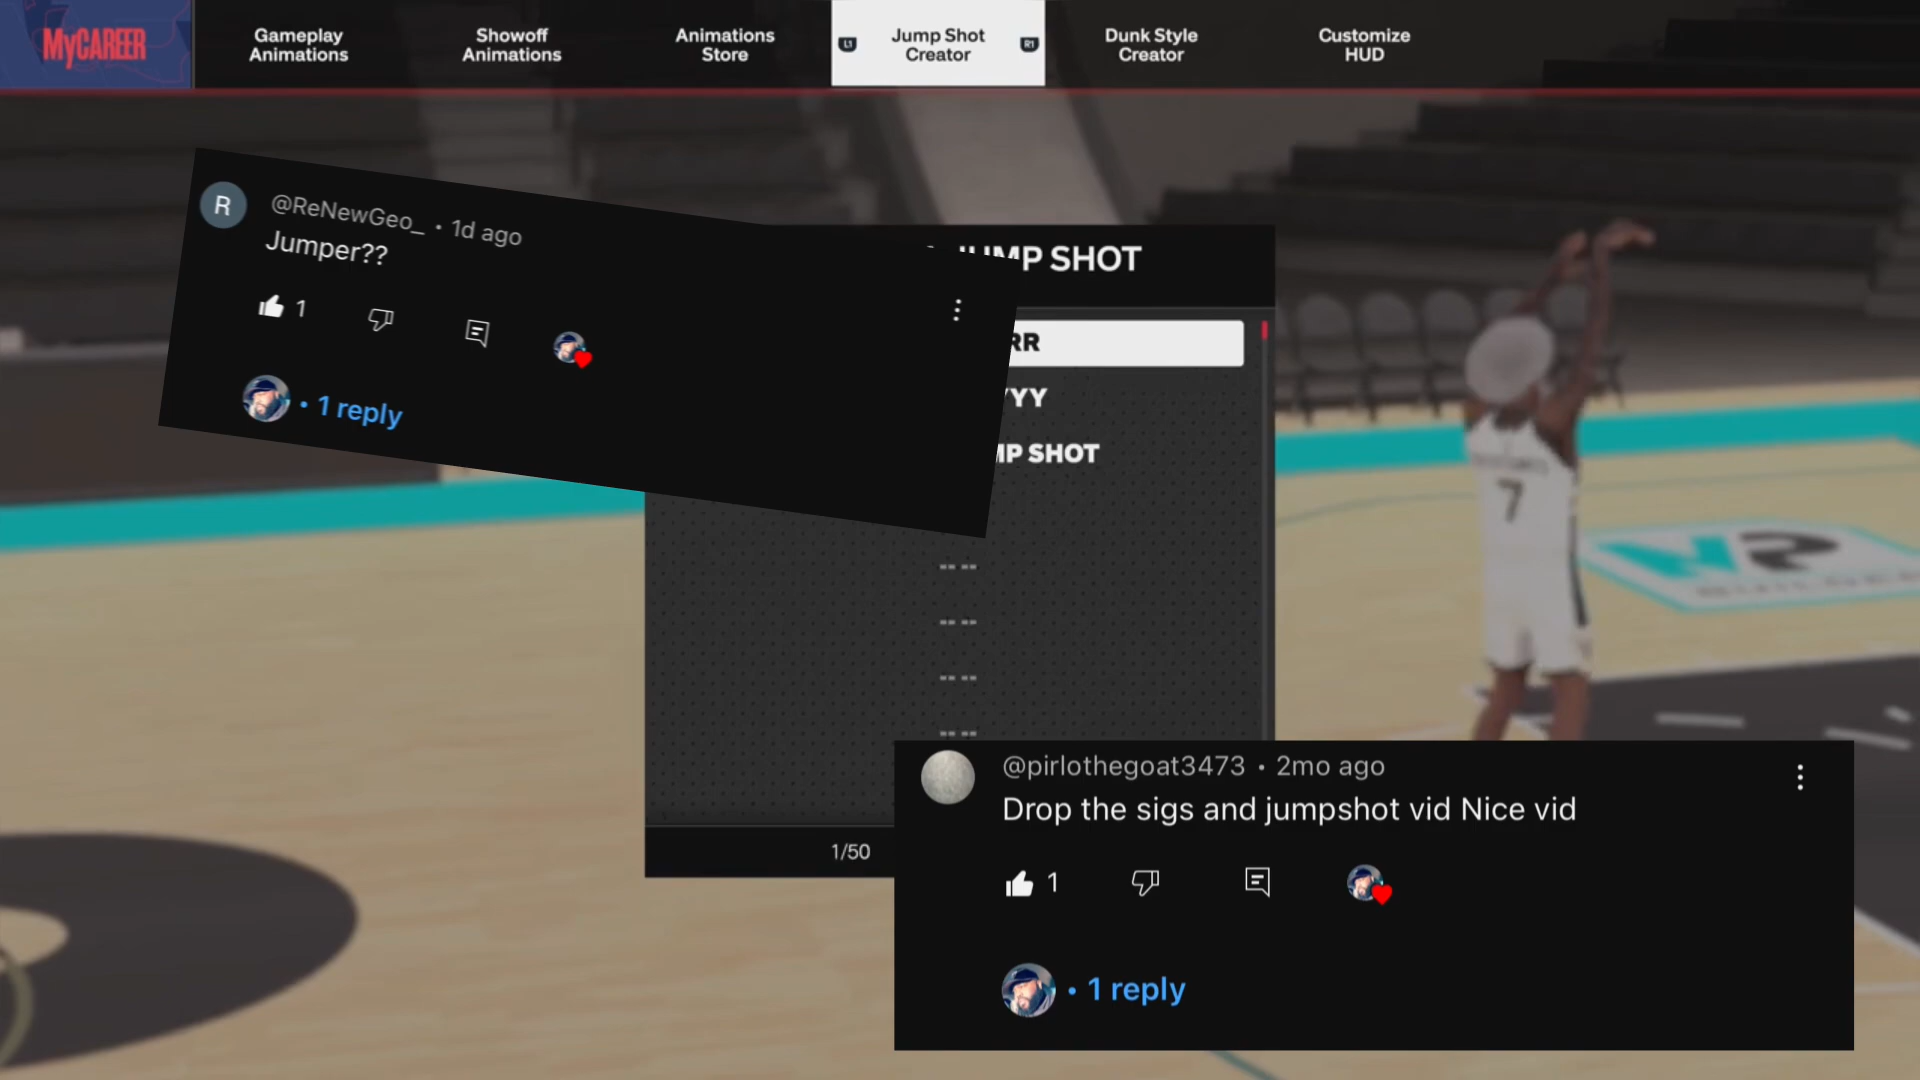 MyCAREER
Gameplay
Animations
Showoff
Animations
Animations
Store
L1
Jump Shot
Creator
R1
Dunk Style
Creator
Customize
HUD
R
@ReNewGeo_ • 1d ago
Jumper??
1
• 1 reply
SHOT
SHOT
-- --
-- --
-- --
-- --
1/50
7
@pirlothegoat3473 • 2mo ago
Drop the sigs and jumpshot vid Nice vid
1
• 1 reply